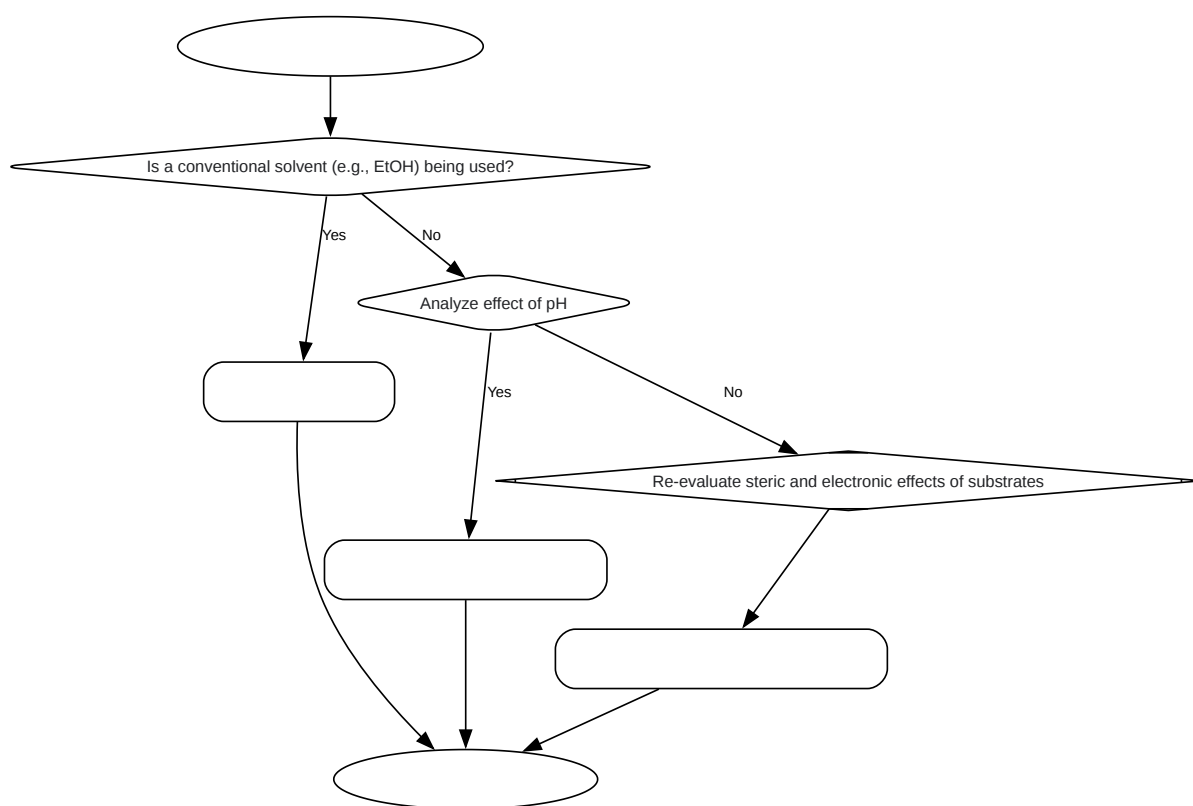 Is a conventional solvent (e.g., EtOH) being used?
Yes
No
Analyze effect of pH
Yes
No
Re-evaluate steric and electronic effects of substrates